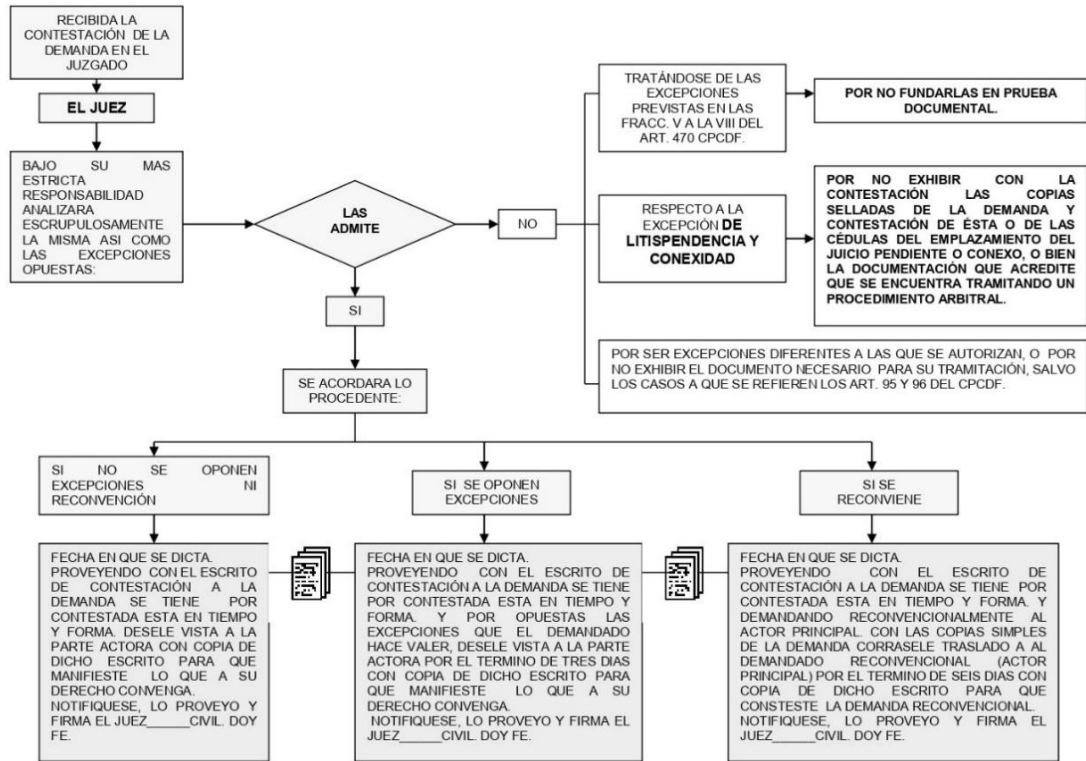 RECIBIDA LA
CONTESTACIÓN DE LA
DEMANDA EN EL
JUZGADO
EL JUEZ
BAJO SU MAS
ESTRICTA
RESPONSABILIDAD
ANALIZARA
ESCRUPULOSAMENTE
LA MISMA ASI COMO
LAS EXCEPCIONES
OPUESTAS:
LAS
ADMITE
NO
TRATÁNDOSE DE LAS
EXCEPCIONES
PREVISTAS EN LAS
FRACC. V A LA VIII DEL
ART. 470 CPCDF.
POR NO FUNDARLAS EN PRUEBA
DOCUMENTAL.
RESPECTO A LA
EXCEPCIÓN DE
LITISPENDENCIA Y
CONEXIDAD
POR NO EXHIBIR CON LA
CONTESTACIÓN LAS COPIAS
SELLADAS DE LA DEMANDA Y
CONTESTACIÓN DE ÉSTA O DE LAS
CÉDULAS DEL EMPLAZAMIENTO DEL
JUICIO PENDIENTE O CONEXO, O BIEN
LA DOCUMENTACIÓN QUE ACREDITE
QUE SE ENCUENTRA TRAMITANDO UN
PROCEDIMIENTO ARBITRAL.
POR SER EXCEPCIONES DIFERENTES A LAS QUE SE AUTORIZAN, O POR
NO EXHIBIR EL DOCUMENTO NECESARIO PARA SU TRAMITACIÓN, SALVO
LOS CASOS A QUE SE REFIEREN LOS ART. 95 Y 96 DEL CPCDF.
SI
SE ACORDARA LO
PROCEDENTE:
SI NO SE OPONEN
EXCEPCIONES NI
RECONVENCIÓN
SI SE OPONEN
EXCEPCIONES
SI SE
RECONVIENE
FECHA EN QUE SE DICTA.
PROVEYENDO CON EL ESCRITO
DE CONTESTACIÓN A LA
DEMANDA SE TIENE POR
CONTESTADA ESTA EN TIEMPO
Y FORMA. DESELE VISTA A LA
PARTE ACTORA CON COPIA DE
DICHO ESCRITO PARA QUE
MANIFIESTE LO QUE A SU
DERECHO CONVENGA.
NOTIFIQUESE, LO PROVEYO Y
FIRMA EL JUEZ______CIVIL. DOY
FE.
FECHA EN QUE SE DICTA.
PROVEYENDO CON EL ESCRITO DE
CONTESTACIÓN A LA DEMANDA SE TIENE
POR CONTESTADA ESTA EN TIEMPO Y
FORMA. Y POR OPUESTAS LAS
EXCEPCIONES QUE EL DEMANDADO
HACE VALER, DESELE VISTA A LA PARTE
ACTORA POR EL TERMINO DE TRES DIAS
CON COPIA DE DICHO ESCRITO PARA
QUE MANIFIESTE LO QUE A SU
DERECHO CONVENGA.
NOTIFIQUESE, LO PROVEYO Y FIRMA EL
JUEZ______CIVIL. DOY FE.
FECHA EN QUE SE DICTA.
PROVEYENDO CON EL ESCRITO DE
CONTESTACIÓN A LA DEMANDA SE TIENE POR
CONTESTADA ESTA EN TIEMPO Y FORMA. Y
DEMANDANDO RECONVENCIONALMENTE AL
ACTOR PRINCIPAL. CON LAS COPIAS SIMPLES
DE LA DEMANDA CORRASELE TRASLADO A AL
DEMANDADO RECONVENCIONAL (ACTOR
PRINCIPAL) POR EL TERMINO DE SEIS DIAS CON
COPIA DE DICHO ESCRITO PARA QUE
CONSTESTE LA DEMANDA RECONVENCIONAL.
NOTIFIQUESE, LO PROVEYO Y FIRMA EL
JUEZ______CIVIL. DOY FE.